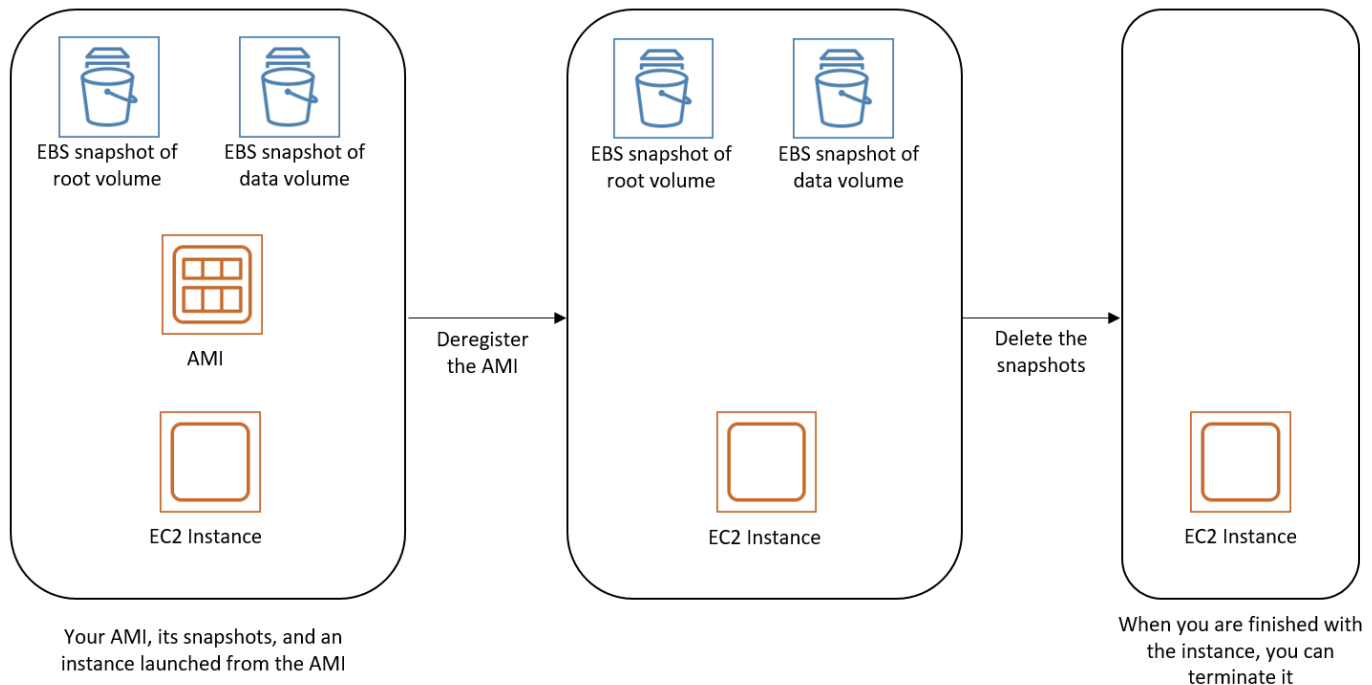 EBS snapshot of
root volume
EBS snapshot of
data volume
AMI
EC2 Instance
Your AMI, its snapshots, and an
instance launched from the AMI
Deregister
the AMI
EBS snapshot of
root volume
EBS snapshot of
data volume
EC2 Instance
Delete the
snapshots
EC2 Instance
When you are finished with
the instance, you can
terminate it